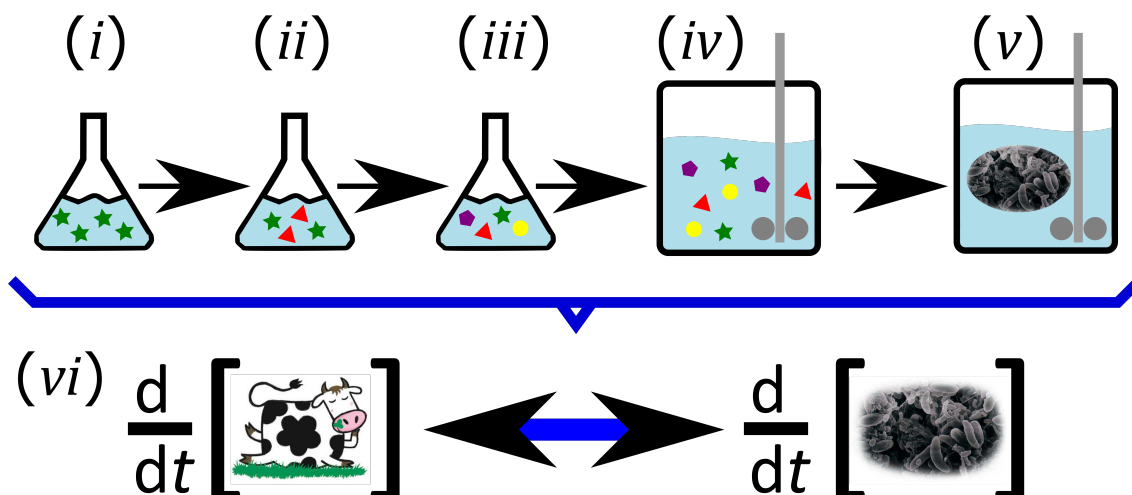 (i) (ii) (iii) (iv) (v)
(vi) d/dt [ ] d/dt [ ]